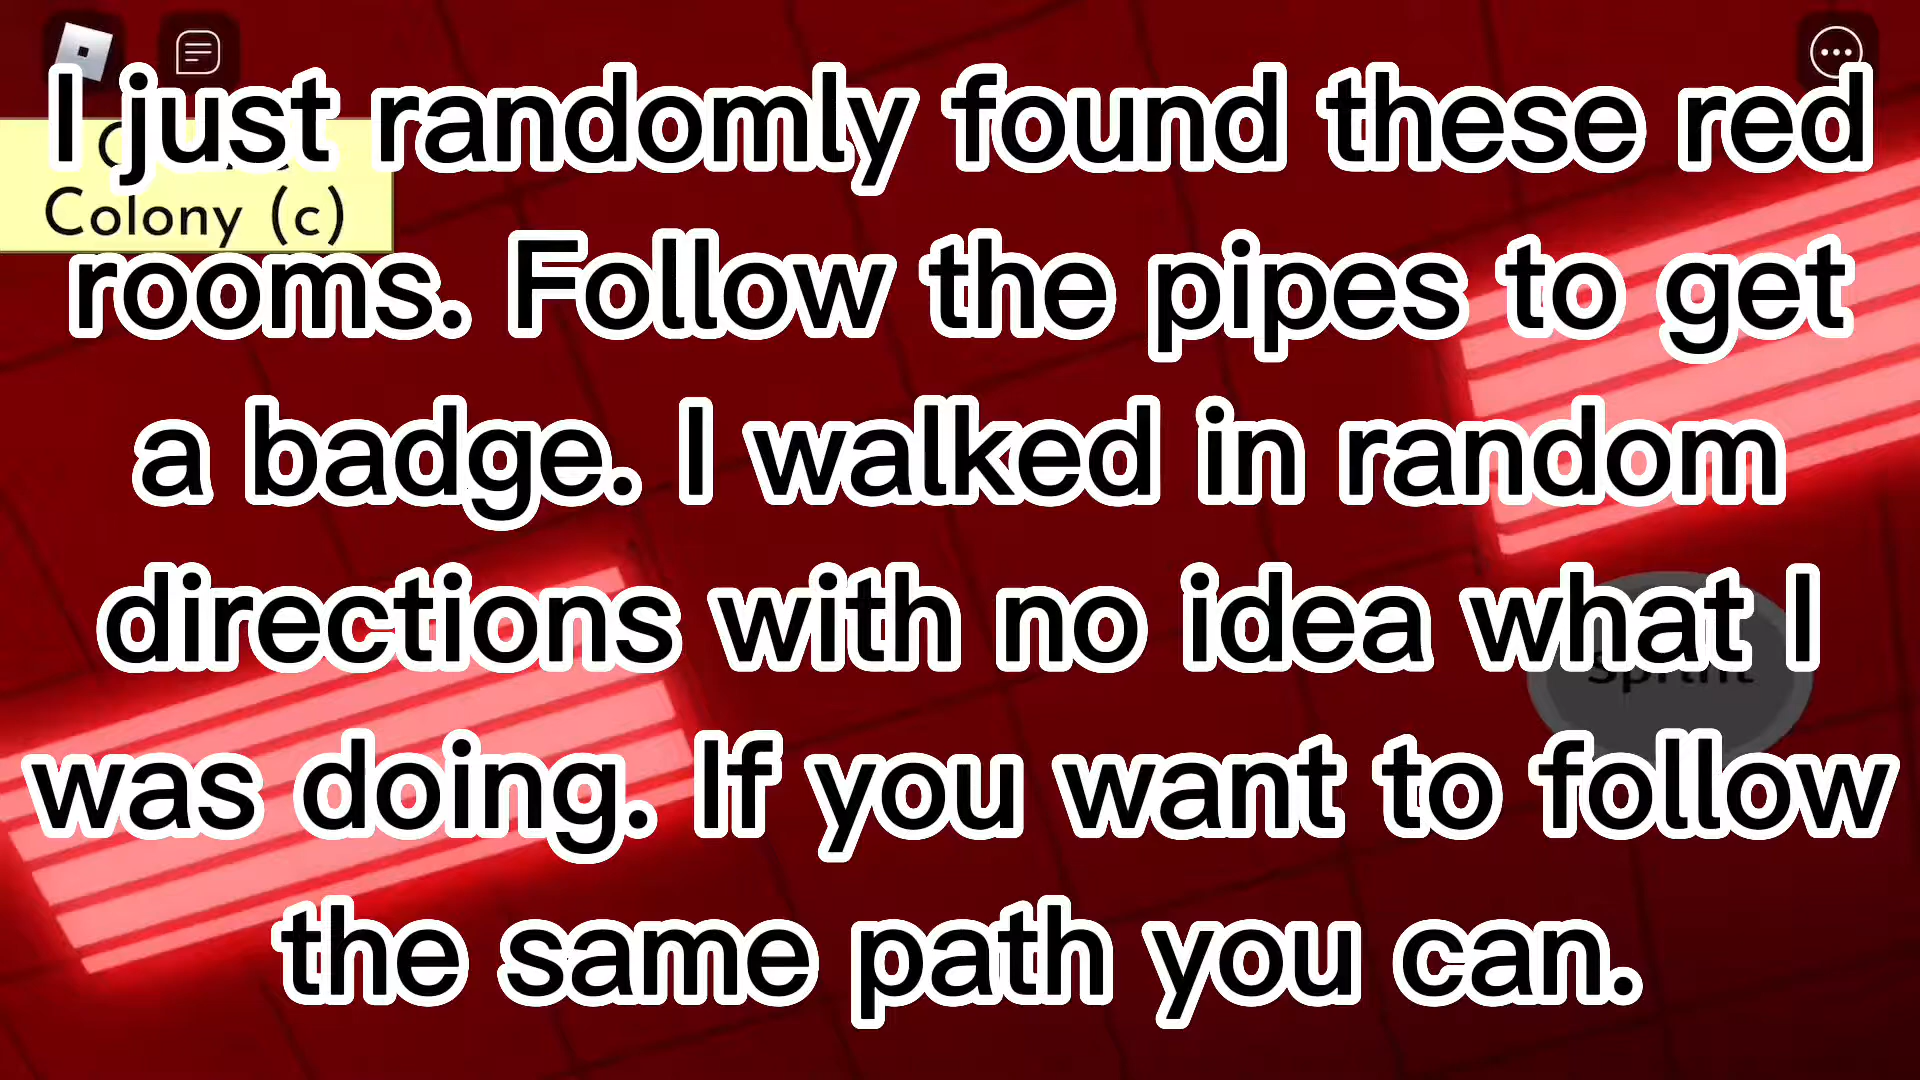 I just randomly found these red
Colony (c)
rooms. Follow the pipes to get
a badge. I walked in random
directions with no idea what I
Sprint
was doing. If you want to follow
the same path you can.